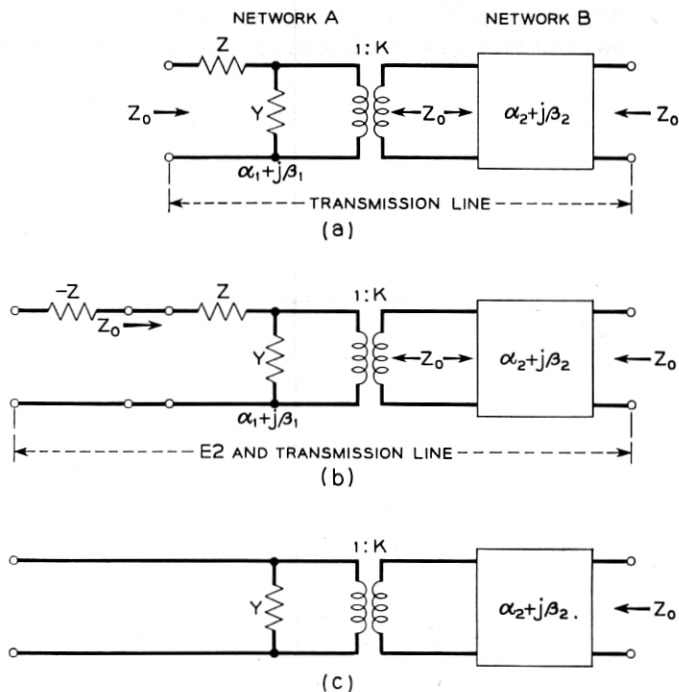 NETWORK A
NETWORK B
Z
1:K
Z₀
Y
Z₀
α₂+jβ₂
Z₀
α₁+jβ₁
TRANSMISSION LINE
(a)
-Z
Z
1:K
Z₀
Y
Z₀
α₂+jβ₂
Z₀
α₁+jβ₁
E2 AND TRANSMISSION LINE
(b)
1:K
Y
α₂+jβ₂.
Z₀
(c)